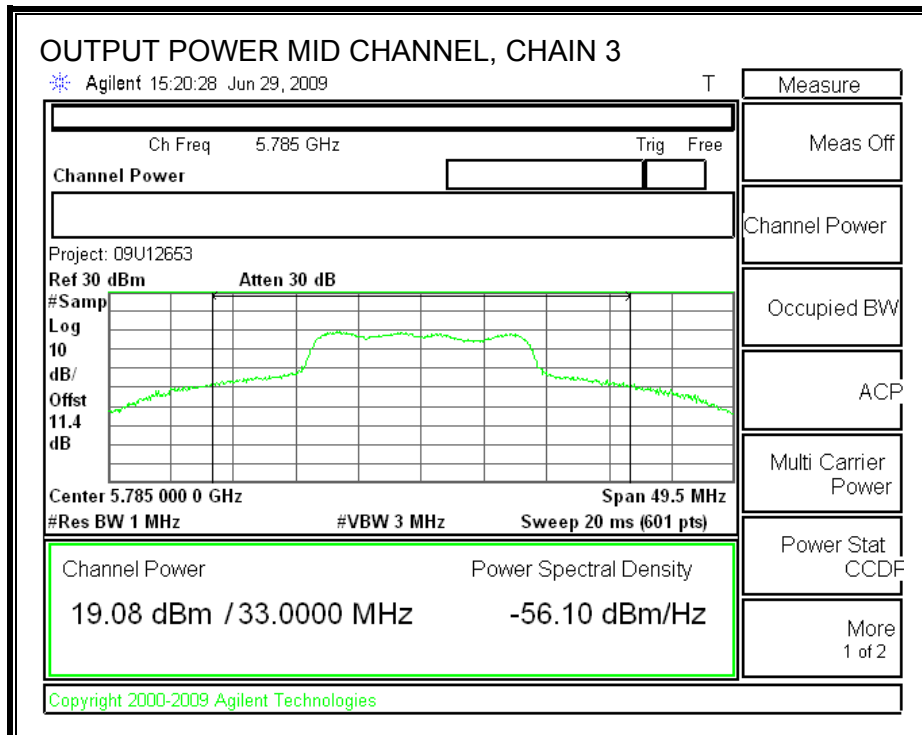 OUTPUT POWER MID CHANNEL, CHAIN 3
Agilent 15:20:28 Jun 29, 2009 T
Measure
Ch Freq 5.785 GHz Trig Free
Meas Off
Channel Power
Channel Power
Project: 09U12653
Ref 30 dBm Atten 30 dB
#Samp
Log
10
dB/
Offst
11.4
dB
Occupied BW
ACP
Multi Carrier
Power
Center 5.785 000 0 GHz Span 49.5 MHz
#Res BW 1 MHz #VBW 3 MHz Sweep 20 ms (601 pts)
Power Stat
CCDF
Channel Power Power Spectral Density
19.08 dBm / 33.0000 MHz -56.10 dBm/Hz
More
1 of 2
Copyright 2000-2009 Agilent Technologies